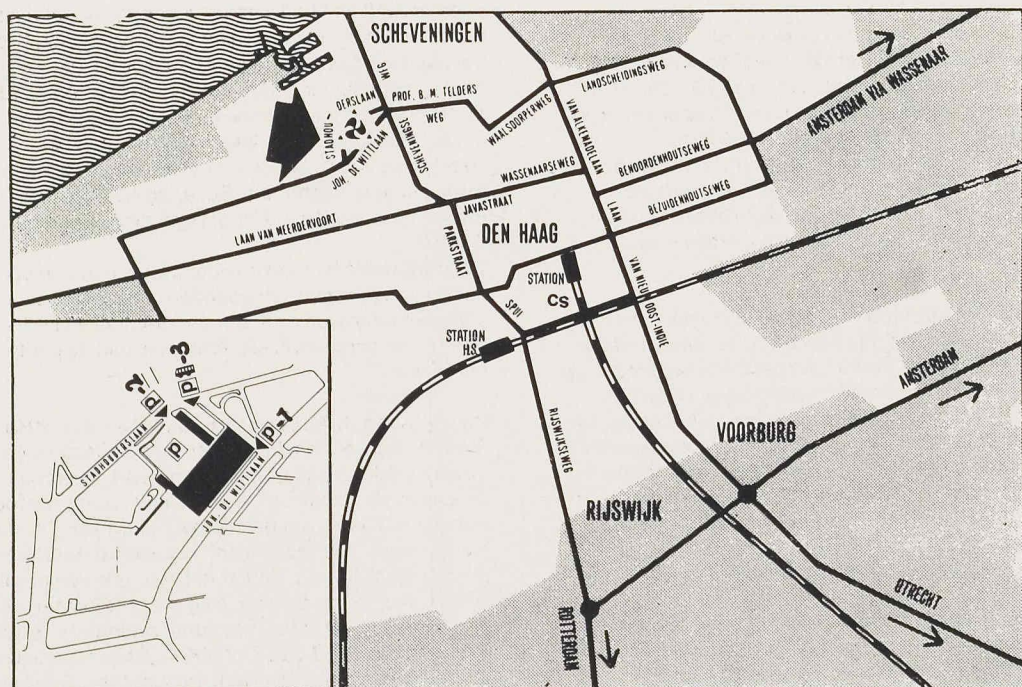 SCHEVENINGEN
WEG
PROF. B. M. TELDERS
WEG
LANDSCHEIDINGSWEG
AMSTERDAM VIA WASSENAAR
STADHOU-
DERSLAAN
SCHEVENINGSE
WAALSDORPERWEG
VAN ALKEMADELAAN
JOH. DE WITTLAAN
WASSENAARSEWEG
BENOORDENHOUTSEWEG
BEZUIDENHOUTSEWEG
JAVASTRAAT
LAAN
LAAN VAN MEERDERVOORT
PARKSTRAAT
DEN HAAG
STATION
CS
VAN NIEUW OOST-INDIE
SPUI
STATION
H.S.
AMSTERDAM
RIJSWIJKSEWEG
VOORBURG
RIJSWIJK
UTRECHT
ROTTERDAM
P-2
P-3
P-1
P
STADHOUDERSLAAN
JOH. DE WITTLAAN